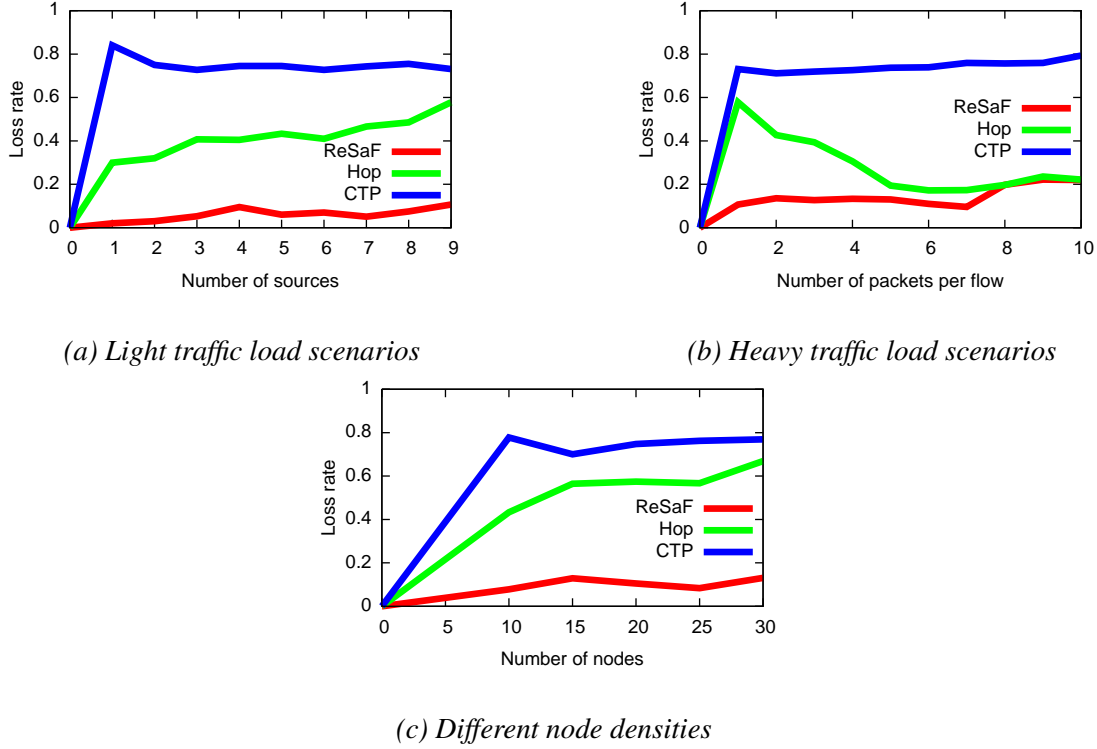 1
0.8
0.6
0.4
0.2
0
Loss rate
ReSaF
Hop
CTP
0 1 2 3 4 5 6 7 8 9
Number of sources
(a) Light traffic load scenarios
1
0.8
0.6
0.4
0.2
0
Loss rate
ReSaF
Hop
CTP
0 2 4 6 8 10
Number of packets per flow
(b) Heavy traffic load scenarios
1
0.8
0.6
0.4
0.2
0
Loss rate
ReSaF
Hop
CTP
0 5 10 15 20 25 30
Number of nodes
(c) Different node densities